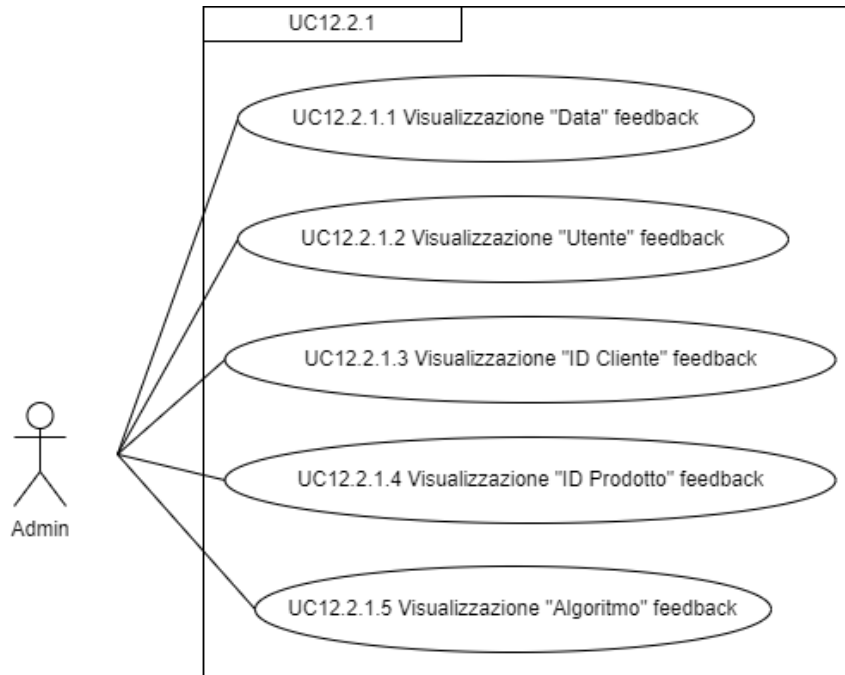 UC12.2.1
UC12.2.1.1 Visualizzazione "Data" feedback
UC12.2.1.2 Visualizzazione "Utente" feedback
UC12.2.1.3 Visualizzazione "ID Cliente" feedback
UC12.2.1.4 Visualizzazione "ID Prodotto" feedback
Admin
UC12.2.1.5 Visualizzazione "Algoritmo" feedback